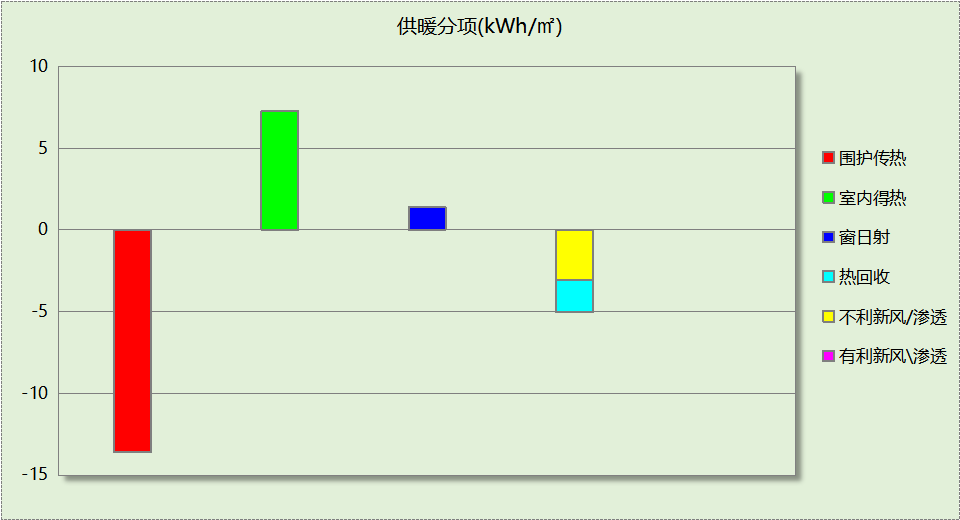 供暖分项(kWh/㎡)
10
5
0
-5
-10
-15
围护传热
室内得热
窗日射
热回收
不利新风/渗透
有利新风\渗透